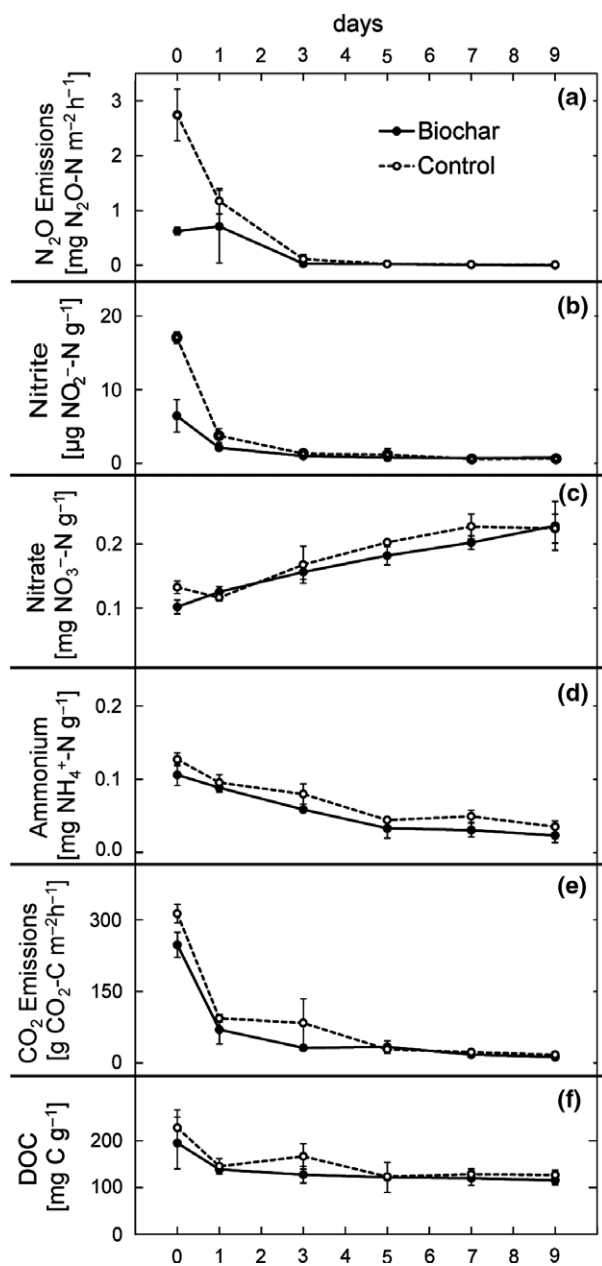 days
0 1 2 3 4 5 6 7 8 9
(a)
N₂O Emissions
[mg N₂O-N m⁻² h⁻¹]
3
2
1
0
Biochar
Control
(b)
Nitrite
[µg NO₂⁻-N g⁻¹]
20
10
0
(c)
Nitrate
[mg NO₃⁻-N g⁻¹]
0.2
0.1
(d)
Ammonium
[mg NH₄⁺-N g⁻¹]
0.2
0.1
0.0
(e)
CO₂ Emissions
[g CO₂-C m⁻²h⁻¹]
300
150
0
(f)
DOC
[mg C g⁻¹]
200
100
0
0 1 2 3 4 5 6 7 8 9